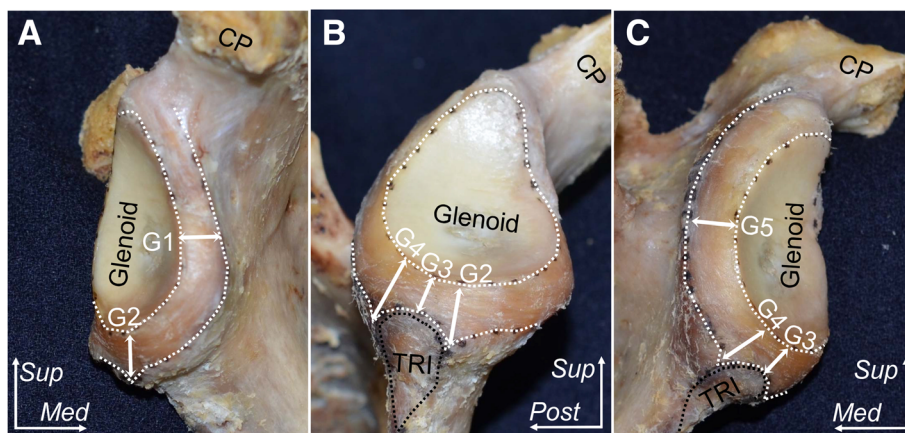 A
CP
Glenoid
G1
G2
Sup
Med
B
CP
Glenoid
G4
G3
G2
TRI
Sup
Post
C
CP
G5
Glenoid
G4
G3
TRI
Sup
Med